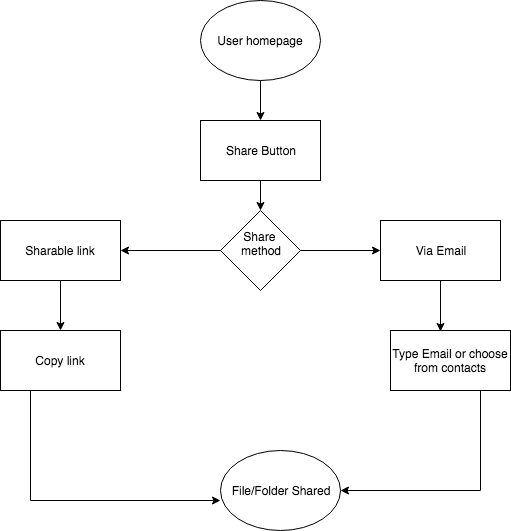 User homepage
Share Button
Share
method
Sharable link
Via Email
Copy link
Type Email or choose
from contacts
File/Folder Shared